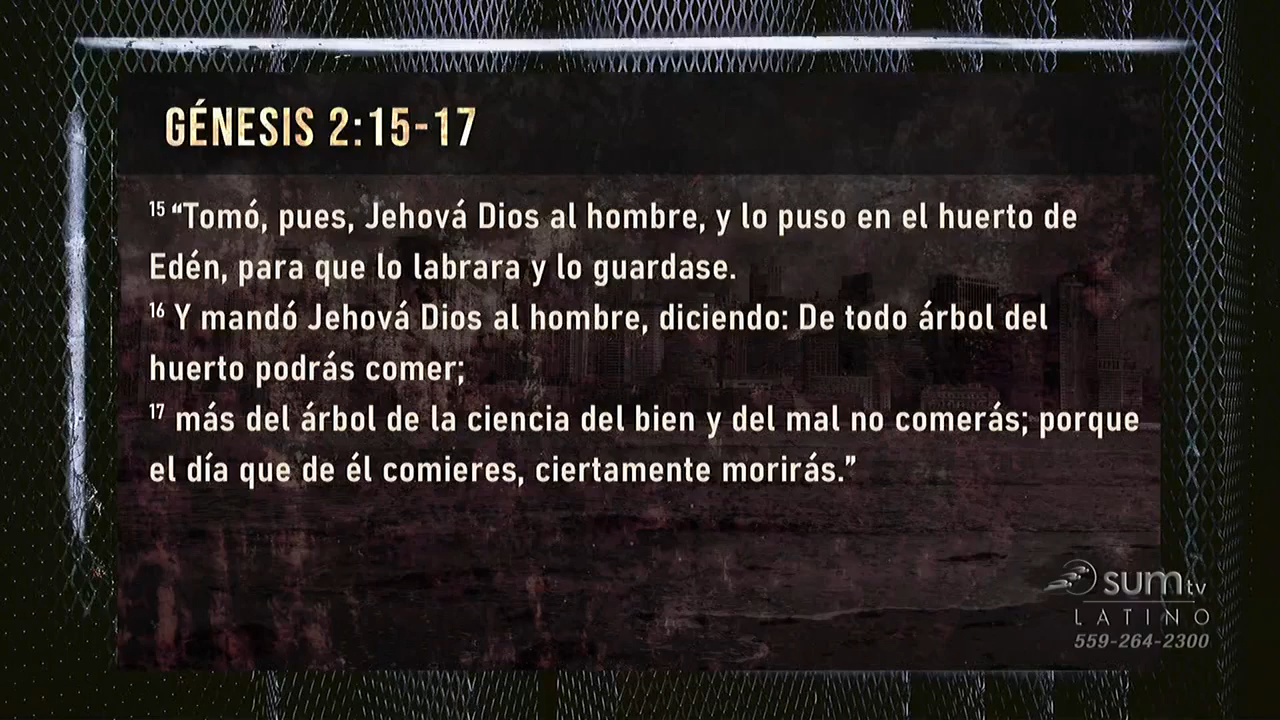 GÉNESIS 2:15-17
15 “Tomó, pues, Jehová Dios al hombre, y lo puso en el huerto de
Edén, para que lo labrara y lo guardase.
16 Y mandó Jehová Dios al hombre, diciendo: De todo árbol del
huerto podrás comer;
17 más del árbol de la ciencia del bien y del mal no comerás; porque
el día que de él comieres, ciertamente morirás.”
sumtv
LATINO
559-264-2300